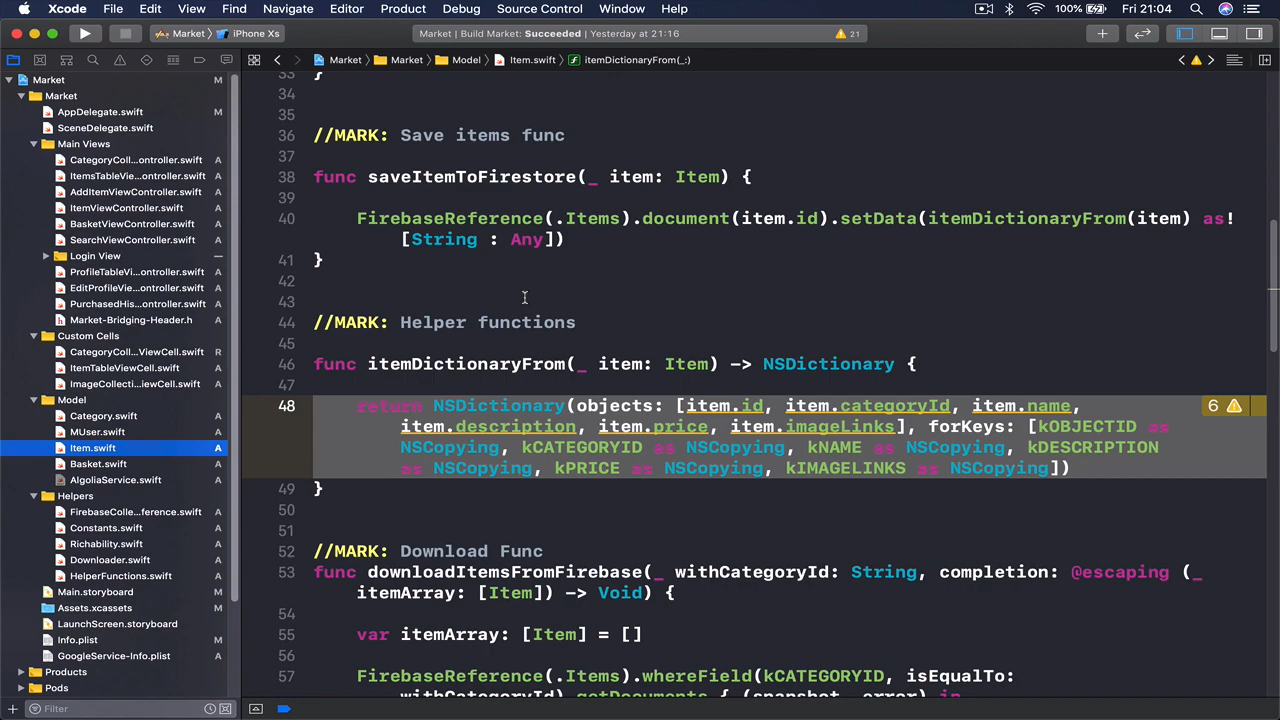 Xcode File Edit View Find Navigate Editor Product Debug Source Control Window Help 100% Fri 21:04
Market 〉 iPhone Xs Market | Build Market: Succeeded | Yesterday at 21:16 21
Market 〉 Market 〉 Model 〉 Item.swift 〉 itemDictionaryFrom(_:)
Market M
Market
AppDelegate.swift M
SceneDelegate.swift
Main Views
CategoryColl...ontroller.swift A
ItemsTableVie...ontroller.swift A
AddItemViewController.swift A
ItemViewController.swift A
BasketViewController.swift A
SearchViewController.swift A
Login View
ProfileTableVi...ontroller.swift A
EditProfileVie...ontroller.swift A
PurchasedHis...ontroller.swift A
Market-Bridging-Header.h A
Custom Cells
CategoryColl...ViewCell.swift R
ItemTableViewCell.swift A
ImageCollecti...iewCell.swift A
Model
Category.swift A
MUser.swift A
Item.swift A
Basket.swift A
AlgoliaService.swift A
Helpers
FirebaseColle...ference.swift A
Constants.swift A
Richability.swift A
Downloader.swift A
HelperFunctions.swift A
Main.storyboard A
Assets.xcassets A
LaunchScreen.storyboard
Info.plist M
GoogleService-Info.plist A
Products
Pods
Filter
33 }
34
35
36 //MARK: Save items func
37
38 func saveItemToFirestore(_ item: Item) {
39
40 FirebaseReference(.Items).document(item.id).setData(itemDictionaryFrom(item) as!
[String : Any])
41 }
42
43
44 //MARK: Helper functions
45
46 func itemDictionaryFrom(_ item: Item) -> NSDictionary {
47
48 return NSDictionary(objects: [item.id, item.categoryId, item.name, 6
item.description, item.price, item.imageLinks], forKeys: [kOBJECTID as
NSCopying, kCATEGORYID as NSCopying, kNAME as NSCopying, kDESCRIPTION
as NSCopying, kPRICE as NSCopying, kIMAGELINKS as NSCopying])
49 }
50
51
52 //MARK: Download Func
53 func downloadItemsFromFirebase(_ withCategoryId: String, completion: @escaping (_
itemArray: [Item]) -> Void) {
54
55 var itemArray: [Item] = []
56
57 FirebaseReference(.Items).whereField(kCATEGORYID, isEqualTo:
withCategoryId).getDocuments { (snapshot, error) in